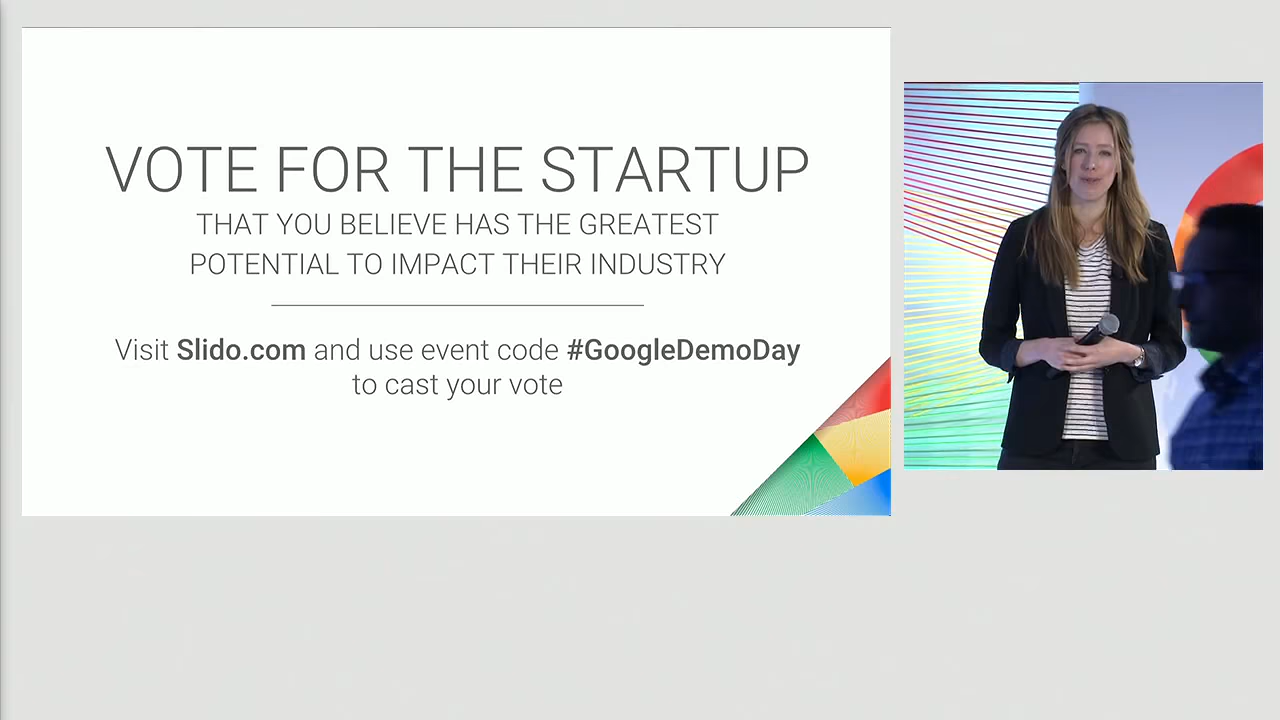 VOTE FOR THE STARTUP
THAT YOU BELIEVE HAS THE GREATEST
POTENTIAL TO IMPACT THEIR INDUSTRY
Visit Slido.com and use event code #GoogleDemoDay
to cast your vote